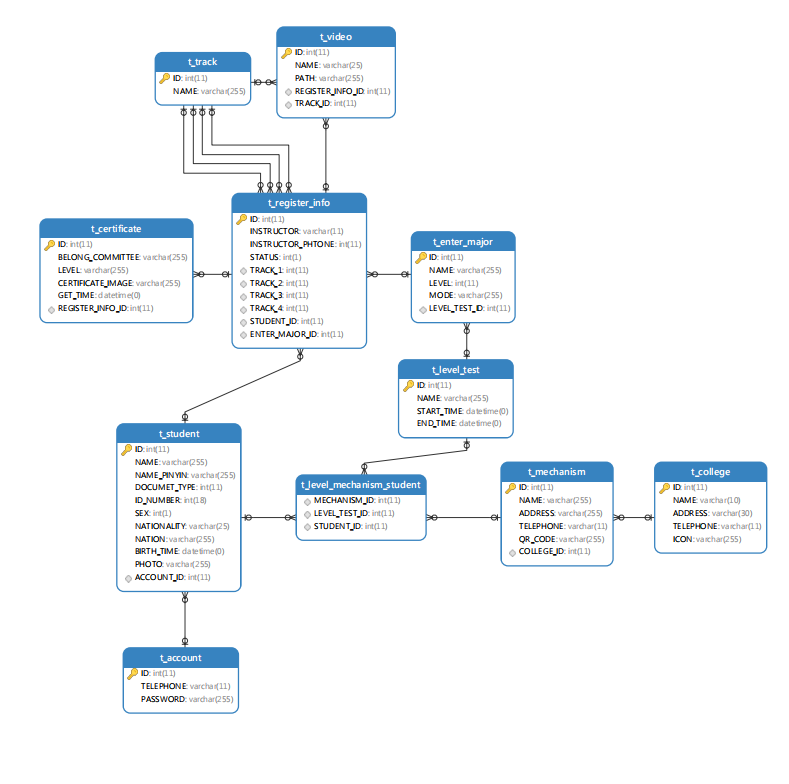 t_video
ID: int(11)
NAME: varchar(25)
PATH: varchar(255)
REGISTER_INFO_ID: int(11)
TRACK_ID: int(11)
t_track
ID: int(11)
NAME: varchar(255)
t_register_info
ID: int(11)
INSTRUCTOR: varchar(11)
INSTRUCTOR_PHTONE: int(11)
STATUS: int(1)
TRACK_1: int(11)
TRACK_2: int(11)
TRACK_3: int(11)
TRACK_4: int(11)
STUDENT_ID: int(11)
ENTER_MAJOR_ID: int(11)
t_certificate
ID: int(11)
BELONG_COMMITTEE: varchar(255)
LEVEL: varchar(255)
CERTIFICATE_IMAGE: varchar(255)
GET_TIME: datetime(0)
REGISTER_INFO_ID: int(11)
t_enter_major
ID: int(11)
NAME: varchar(255)
LEVEL: int(11)
MODE: varchar(255)
LEVEL_TEST_ID: int(11)
t_level_test
ID: int(11)
NAME: varchar(255)
START_TIME: datetime(0)
END_TIME: datetime(0)
t_student
ID: int(11)
NAME: varchar(255)
NAME_PINYIN: varchar(255)
DOCUMET_TYPE: int(11)
ID_NUMBER: int(18)
SEX: int(1)
NATIONALITY: varchar(25)
NATION: varchar(255)
BIRTH_TIME: datetime(0)
PHOTO: varchar(255)
ACCOUNT_ID: int(11)
t_level_mechanism_student
MECHANISM_ID: int(11)
LEVEL_TEST_ID: int(11)
STUDENT_ID: int(11)
t_mechanism
ID: int(11)
NAME: varchar(255)
ADDRESS: varchar(255)
TELEPHONE: varchar(11)
QR_CODE: varchar(255)
COLLEGE_ID: int(11)
t_college
ID: int(11)
NAME: varchar(10)
ADDRESS: varchar(30)
TELEPHONE: varchar(11)
ICON: varchar(255)
t_account
ID: int(11)
TELEPHONE: varchar(11)
PASSWORD: varchar(255)